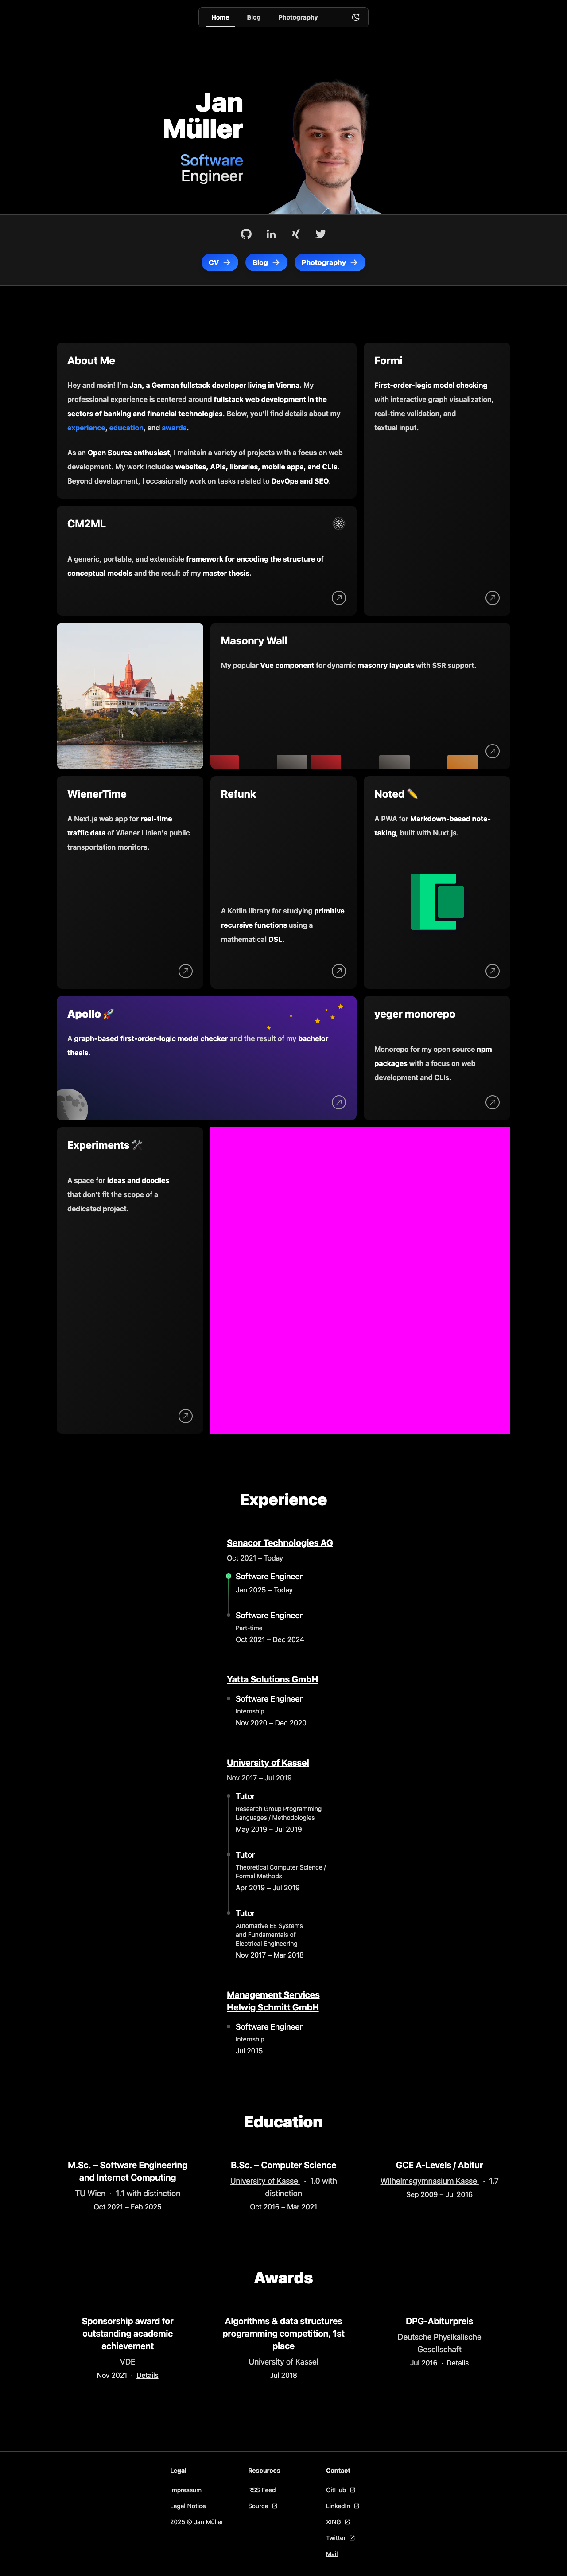 Home
Blog
Photography
Jan
Müller
Software
Engineer
CV
Blog
Photography
About Me
Hey and moin! I'm Jan, a German fullstack developer living in Vienna. My
professional experience is centered around fullstack web development in the
sectors of banking and financial technologies. Below, you'll find details about my
experience, education, and awards.
As an Open Source enthusiast, I maintain a variety of projects with a focus on web
development. My work includes websites, APIs, libraries, mobile apps, and CLIs.
Beyond development, I occasionally work on tasks related to DevOps and SEO.
Formi
First-order-logic model checking
with interactive graph visualization,
real-time validation, and
textual input.
CM2ML
A generic, portable, and extensible framework for encoding the structure of
conceptual models and the result of my master thesis.
Masonry Wall
My popular Vue component for dynamic masonry layouts with SSR support.
WienerTime
A Next.js web app for real-time
traffic data of Wiener Linien's public
transportation monitors.
Refunk
A Kotlin library for studying primitive
recursive functions using a
mathematical DSL.
Noted ✏️
A PWA for Markdown-based note-
taking, built with Nuxt.js.
Apollo 🚀
A graph-based first-order-logic model checker and the result of my bachelor
thesis.
yeger monorepo
Monorepo for my open source npm
packages with a focus on web
development and CLIs.
Experiments 🛠️
A space for ideas and doodles
that don't fit the scope of a
dedicated project.
Experience
Senacor Technologies AG
Oct 2021 – Today
Software Engineer
Jan 2025 – Today
Software Engineer
Part-time
Oct 2021 – Dec 2024
Yatta Solutions GmbH
Software Engineer
Internship
Nov 2020 – Dec 2020
University of Kassel
Nov 2017 – Jul 2019
Tutor
Research Group Programming
Languages / Methodologies
May 2019 – Jul 2019
Tutor
Theoretical Computer Science /
Formal Methods
Apr 2019 – Jul 2019
Tutor
Automative EE Systems
and Fundamentals of
Electrical Engineering
Nov 2017 – Mar 2018
Management Services
Helwig Schmitt GmbH
Software Engineer
Internship
Jul 2015
Education
M.Sc. – Software Engineering
and Internet Computing
TU Wien · 1.1 with distinction
Oct 2021 – Feb 2025
B.Sc. – Computer Science
University of Kassel · 1.0 with
distinction
Oct 2016 – Mar 2021
GCE A-Levels / Abitur
Wilhelmsgymnasium Kassel · 1.7
Sep 2009 – Jul 2016
Awards
Sponsorship award for
outstanding academic
achievement
VDE
Nov 2021 · Details
Algorithms & data structures
programming competition, 1st
place
University of Kassel
Jul 2018
DPG-Abiturpreis
Deutsche Physikalische
Gesellschaft
Jul 2016 · Details
Legal
Impressum
Legal Notice
2025 © Jan Müller
Resources
RSS Feed
Source
Contact
GitHub
LinkedIn
XING
Twitter
Mail